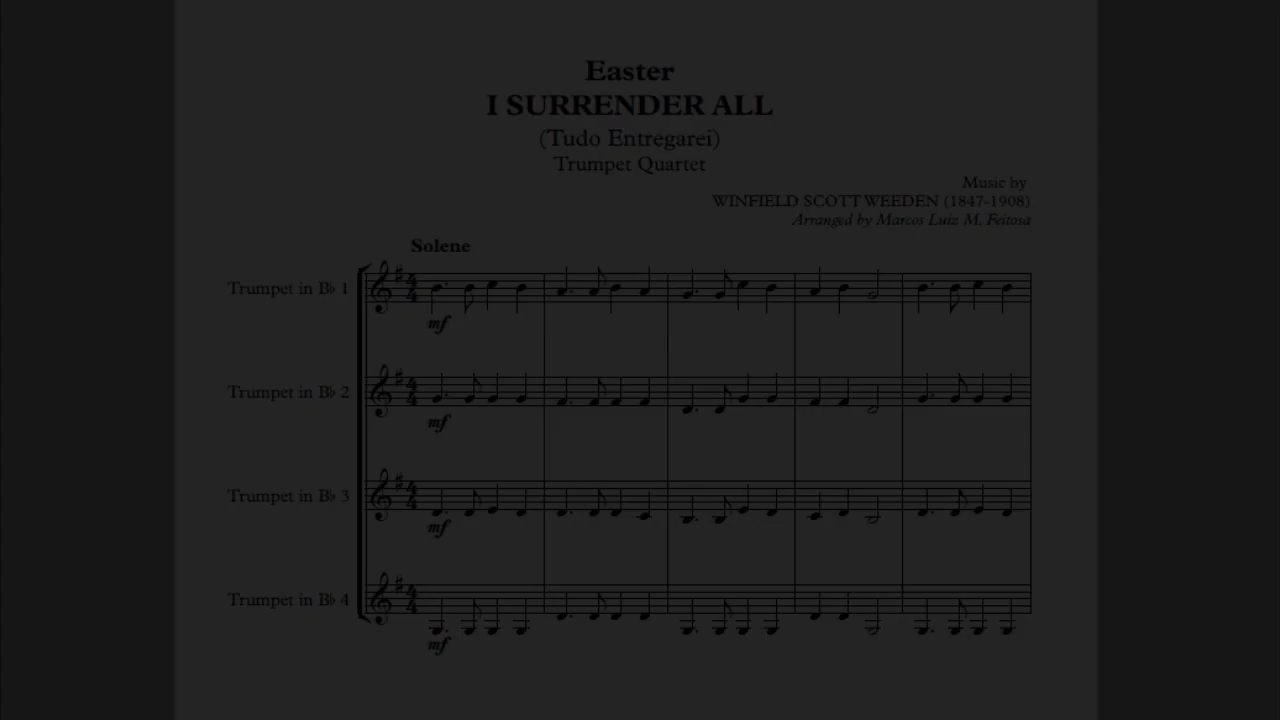 Easter
I SURRENDER ALL
(Tudo Entregarei)
Trumpet Quartet
Music by
WINFIELD SCOTT WEEDEN (1847-1908)
Arranged by Marcos Luiz M. Feitosa
Solene
Trumpet in B♭ 1
mf
Trumpet in B♭ 2
mf
Trumpet in B♭ 3
mf
Trumpet in B♭ 4
mf